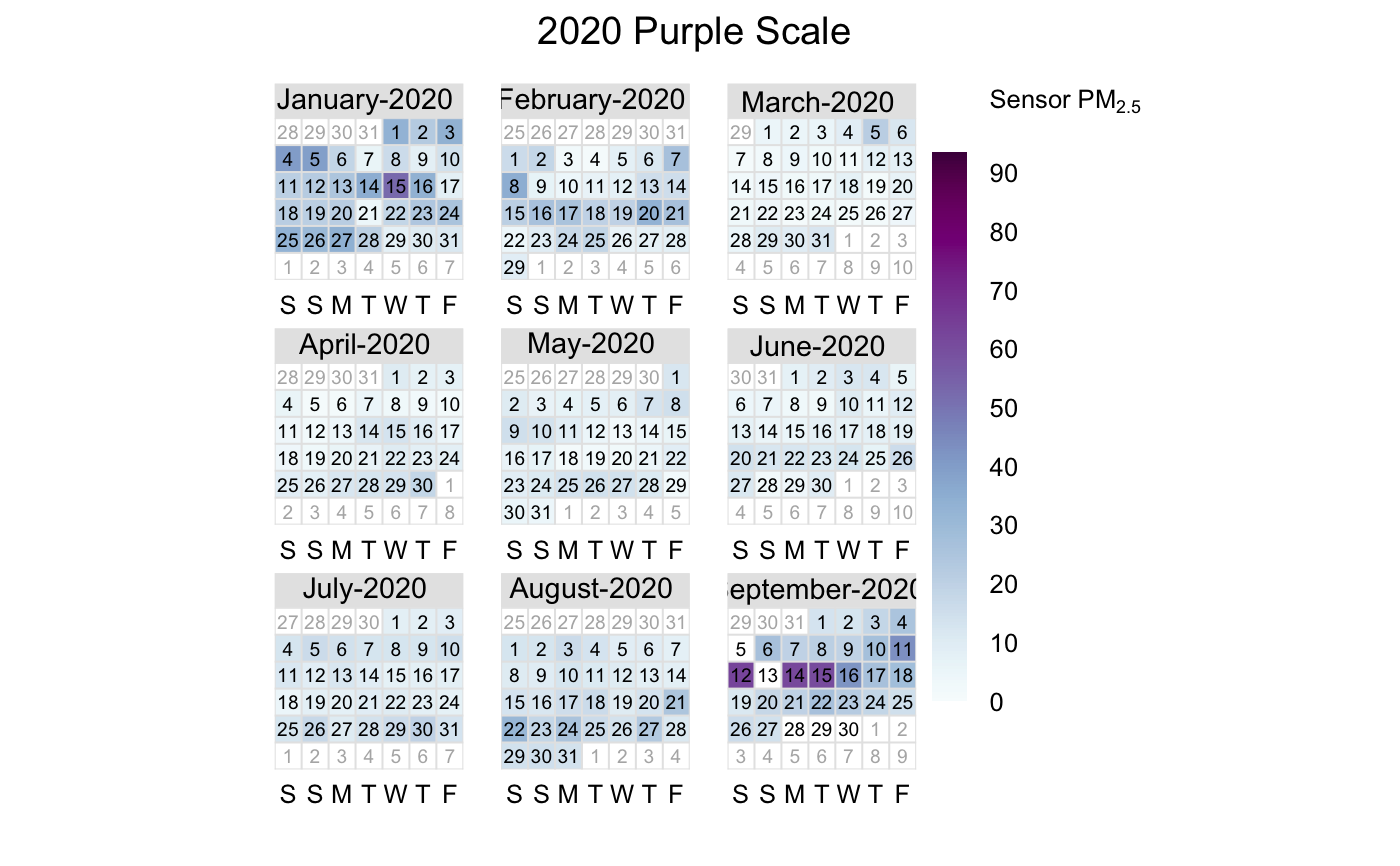 2020 Purple Scale
January-2020 February-2020 March-2020 Sensor PM2.5
28 29 30 31 1 2 3 25 26 27 28 29 30 31 29 1 2 3 4 5 6
4 5 6 7 8 9 10 1 2 3 4 5 6 7 7 8 9 10 11 12 13
11 12 13 14 15 16 17 8 9 10 11 12 13 14 14 15 16 17 18 19 20
18 19 20 21 22 23 24 15 16 17 18 19 20 21 21 22 23 24 25 26 27
25 26 27 28 29 30 31 22 23 24 25 26 27 28 28 29 30 31 1 2 3
1 2 3 4 5 6 7 29 1 2 3 4 5 6 4 5 6 7 8 9 10
S S M T W T F S S M T W T F S S M T W T F
April-2020 May-2020 June-2020
28 29 30 31 1 2 3 25 26 27 28 29 30 1 30 31 1 2 3 4 5
4 5 6 7 8 9 10 2 3 4 5 6 7 8 6 7 8 9 10 11 12
11 12 13 14 15 16 17 9 10 11 12 13 14 15 13 14 15 16 17 18 19
18 19 20 21 22 23 24 16 17 18 19 20 21 22 20 21 22 23 24 25 26
25 26 27 28 29 30 1 23 24 25 26 27 28 29 27 28 29 30 1 2 3
2 3 4 5 6 7 8 30 31 1 2 3 4 5 4 5 6 7 8 9 10
S S M T W T F S S M T W T F S S M T W T F
July-2020 August-2020 September-2020
27 28 29 30 1 2 3 25 26 27 28 29 30 31 29 30 31 1 2 3 4
4 5 6 7 8 9 10 1 2 3 4 5 6 7 5 6 7 8 9 10 11
11 12 13 14 15 16 17 8 9 10 11 12 13 14 12 13 14 15 16 17 18
18 19 20 21 22 23 24 15 16 17 18 19 20 21 19 20 21 22 23 24 25
25 26 27 28 29 30 31 22 23 24 25 26 27 28 26 27 28 29 30 1 2
1 2 3 4 5 6 7 29 30 31 1 2 3 4 3 4 5 6 7 8 9
S S M T W T F S S M T W T F S S M T W T F
90
80
70
60
50
40
30
20
10
0